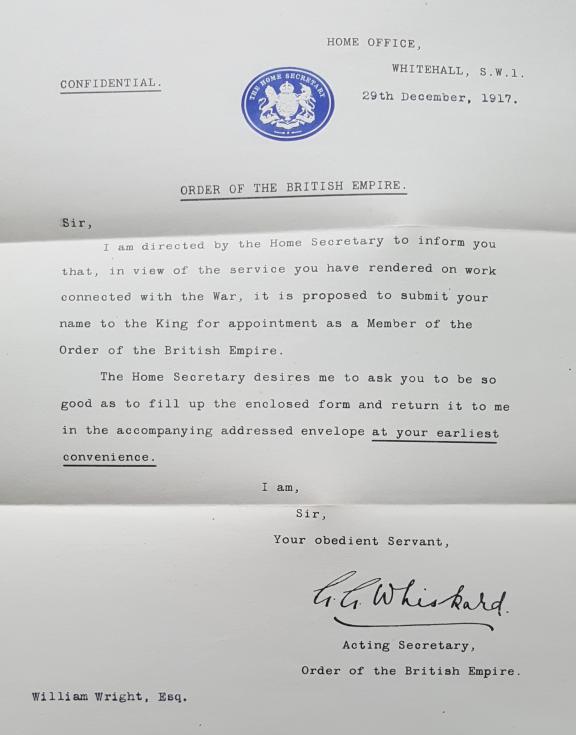 HOME OFFICE,
WHITEHALL, S.W.1.
CONFIDENTIAL.
THE HOME SECRETARY
29th December, 1917.
ORDER OF THE BRITISH EMPIRE.
Sir,
I am directed by the Home Secretary to inform you
that, in view of the service you have rendered on work
connected with the War, it is proposed to submit your
name to the King for appointment as a Member of the
Order of the British Empire.
The Home Secretary desires me to ask you to be so
good as to fill up the enclosed form and return it to me
in the accompanying addressed envelope at your earliest
convenience.
I am,
Sir,
Your obedient Servant,
G.G. Whiskard.
Acting Secretary,
Order of the British Empire.
William Wright, Esq.